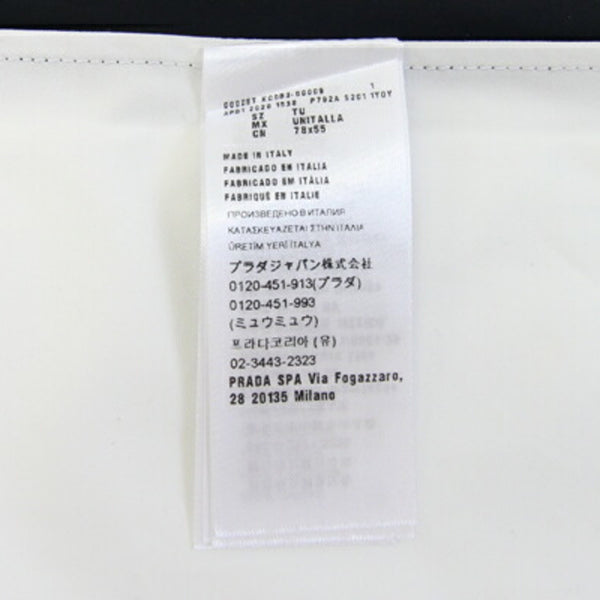 SZ TU
MX UNITALLA
CN 78x55
MADE IN ITALY
FABRICADO EN ITALIA
FABRICADO EM ITÁLIA
FABRIQUÉ EN ITALIE
ПРОИЗВЕДЕНО В ИТАЛИЯ
ΚΑΤΑΣΚΕΥΑΖΕΤΑΙ ΣΤΗΝ ΙΤΑΛΙΑ
ÜRETİM YERİ İTALYA
プラダジャパン株式会社
0120-451-913(プラダ)
0120-451-993
(ミュウミュウ)
프라다코리아 (유)
02-3443-2323
PRADA SPA Via Fogazzaro,
28 20135 Milano